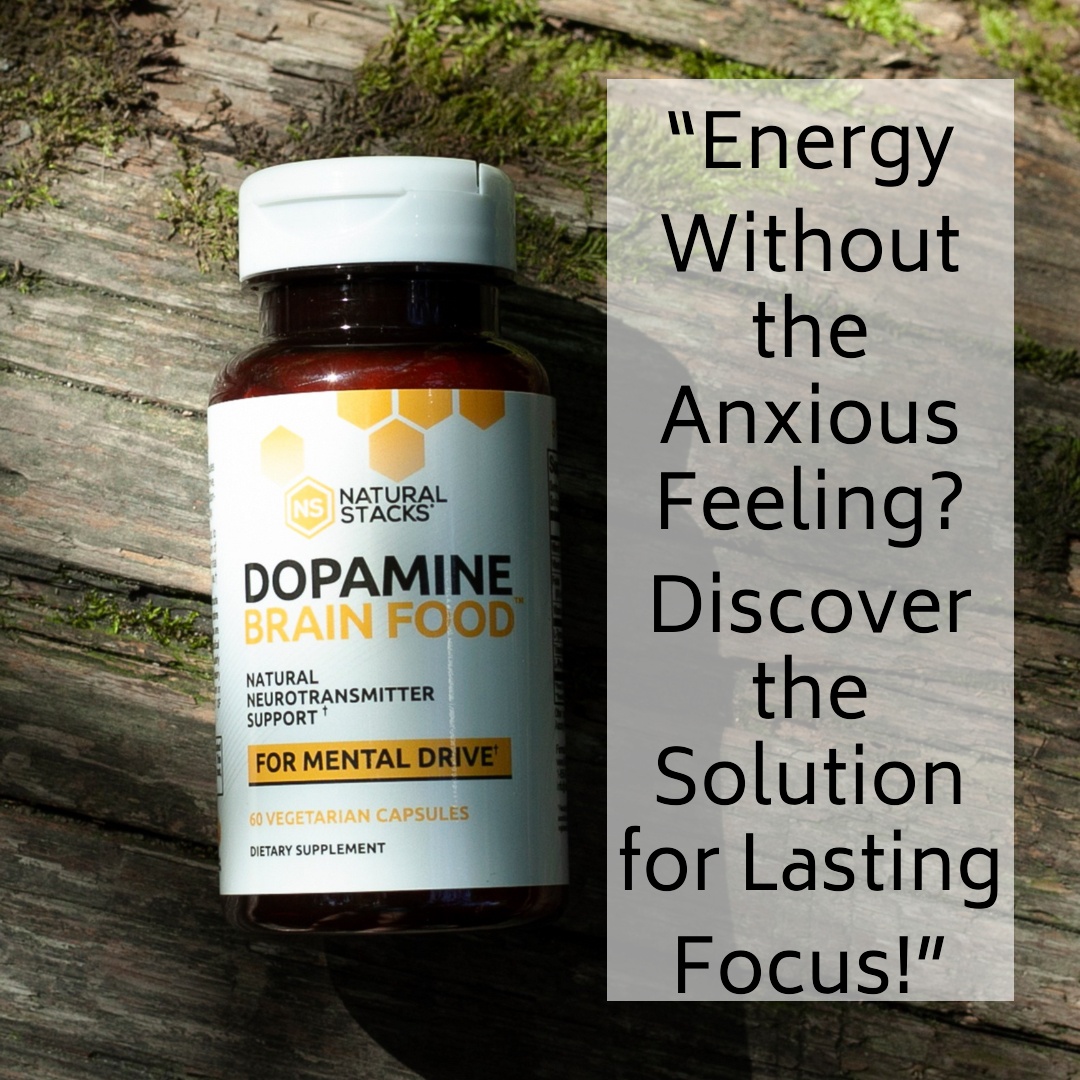 NS
NATURAL
STACKS®
DOPAMINE
BRAIN FOOD™
NATURAL
NEUROTRANSMITTER
SUPPORT †
FOR MENTAL DRIVE†
60 VEGETARIAN CAPSULES
DIETARY SUPPLEMENT
“Energy
Without
the
Anxious
Feeling?
Discover
the
Solution
for Lasting
Focus!”